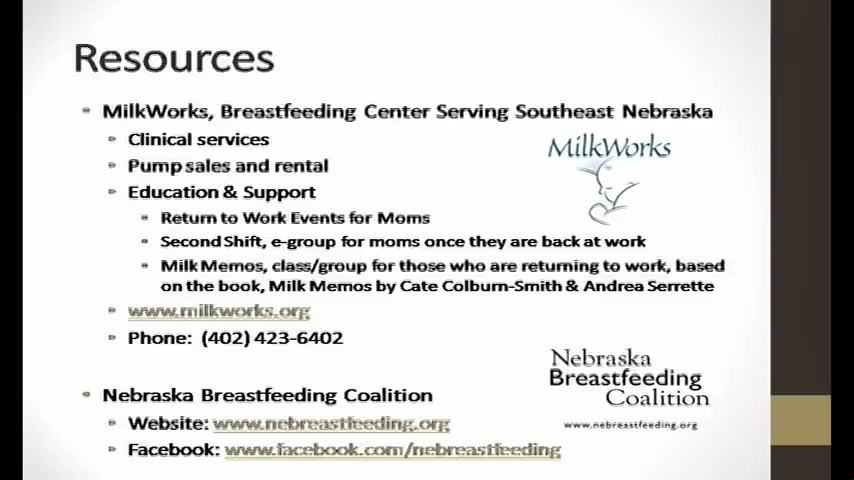 Resources
MilkWorks, Breastfeeding Center Serving Southeast Nebraska
Clinical services
Pump sales and rental
Education & Support
Return to Work Events for Moms
Second Shift, e-group for moms once they are back at work
Milk Memos, class/group for those who are returning to work, based
on the book, Milk Memos by Cate Colburn-Smith & Andrea Serrette
www.milkworks.org
Phone: (402) 423-6402
MilkWorks
Nebraska Breastfeeding Coalition
Website: www.nebreastfeeding.org
Facebook: www.facebook.com/nebreastfeeding
Nebraska
Breastfeeding
Coalition
www.nebreastfeeding.org